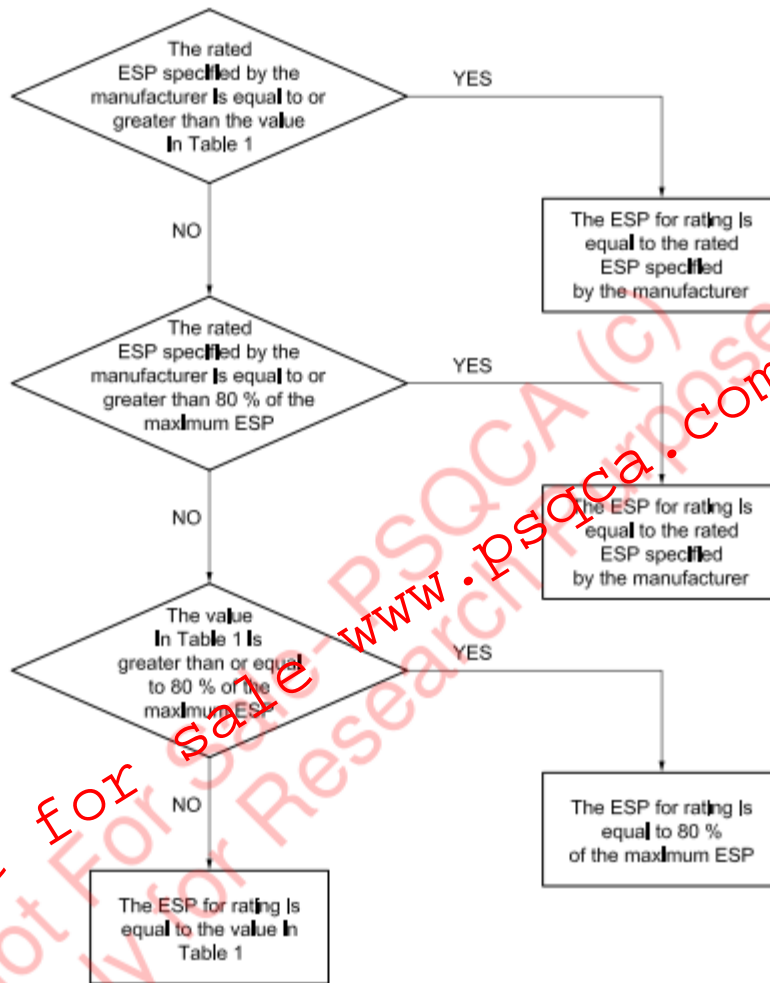 The rated
ESP specified by the
manufacturer is equal to or
greater than the value
in Table 1
YES
The ESP for rating is
equal to the rated
ESP specified
by the manufacturer
NO
The rated
ESP specified by the
manufacturer is equal to or
greater than 80 % of the
maximum ESP
YES
The ESP for rating is
equal to the rated
ESP specified
by the manufacturer
NO
The value
in Table 1 is
greater than or equal
to 80 % of the
maximum ESP
YES
The ESP for rating is
equal to 80 %
of the maximum ESP
NO
The ESP for rating is
equal to the value in
Table 1
for sale www.psqca.com
Not For Sale- PSQCA (c)
for Research Purpose